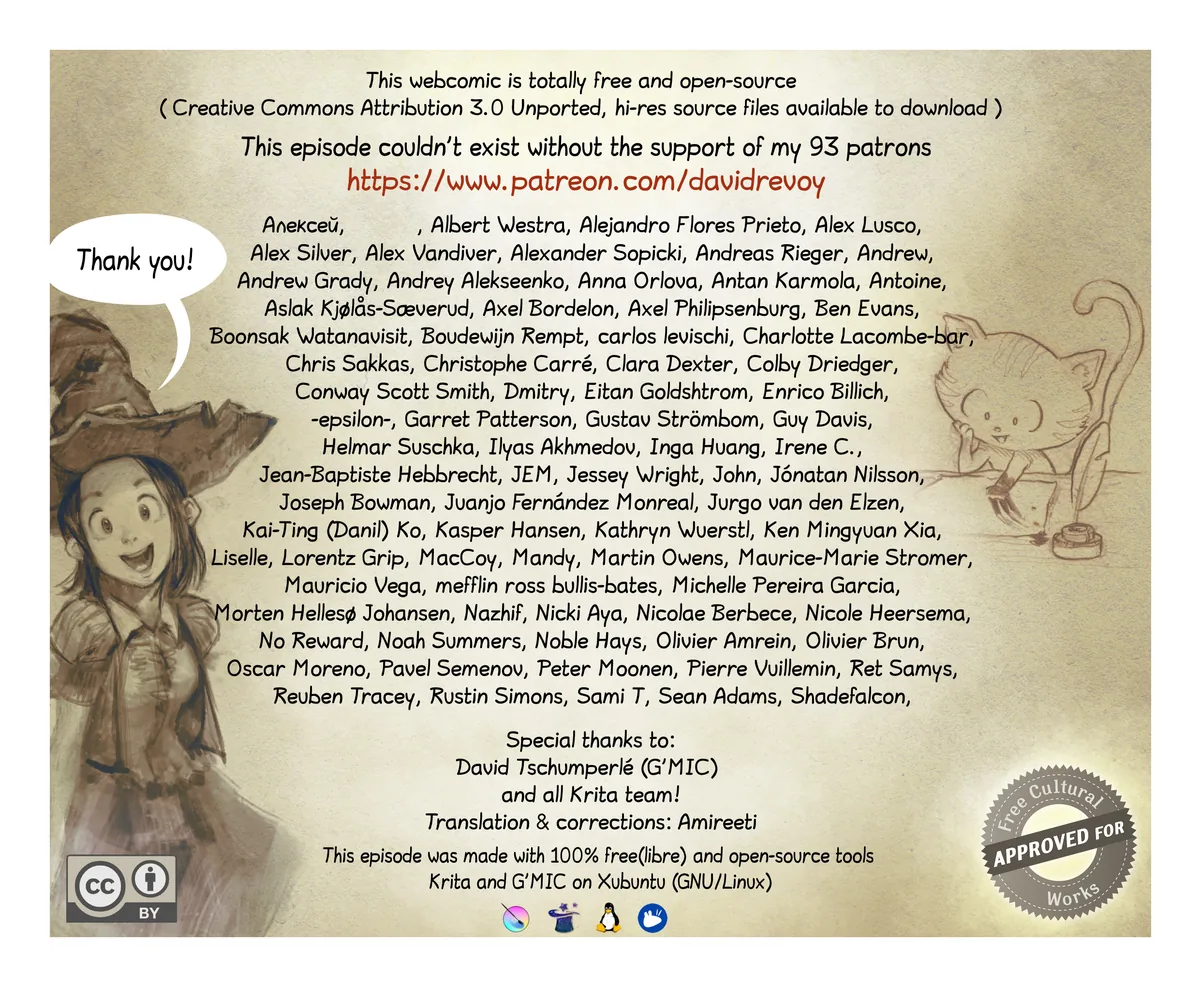 This webcomic is totally free and open-source
( Creative Commons Attribution 3.0 Unported, hi-res source files available to download )
This episode couldn't exist without the support of my 93 patrons
https://www.patreon.com/davidrevoy
Thank you!
Алексей, , Albert Westra, Alejandro Flores Prieto, Alex Lusco,
Alex Silver, Alex Vandiver, Alexander Sopicki, Andreas Rieger, Andrew,
Andrew Grady, Andrey Alekseenko, Anna Orlova, Antan Karmola, Antoine,
Aslak Kjølås-Sæverud, Axel Bordelon, Axel Philipsenburg, Ben Evans,
Boonsak Watanavisit, Boudewijn Rempt, carlos levischi, Charlotte Lacombe-bar,
Chris Sakkas, Christophe Carré, Clara Dexter, Colby Driedger,
Conway Scott Smith, Dmitry, Eitan Goldshtrom, Enrico Billich,
-epsilon-, Garret Patterson, Gustav Strömbom, Guy Davis,
Helmar Suschka, Ilyas Akhmedov, Inga Huang, Irene C.,
Jean-Baptiste Hebbrecht, JEM, Jessey Wright, John, Jónatan Nilsson,
Joseph Bowman, Juanjo Fernández Monreal, Jurgo van den Elzen,
Kai-Ting (Danil) Ko, Kasper Hansen, Kathryn Wuerstl, Ken Mingyuan Xia,
Liselle, Lorentz Grip, MacCoy, Mandy, Martin Owens, Maurice-Marie Stromer,
Mauricio Vega, mefflin ross bullis-bates, Michelle Pereira Garcia,
Morten Hellesø Johansen, Nazhif, Nicki Aya, Nicolae Berbece, Nicole Heersema,
No Reward, Noah Summers, Noble Hays, Olivier Amrein, Olivier Brun,
Oscar Moreno, Pavel Semenov, Peter Moonen, Pierre Vuillemin, Ret Samys,
Reuben Tracey, Rustin Simons, Sami T, Sean Adams, Shadefalcon,
Special thanks to:
David Tschumperlé (G'MIC)
and all Krita team!
Translation & corrections: Amireeti
This episode was made with 100% free(libre) and open-source tools
Krita and G'MIC on Xubuntu (GNU/Linux)
cc
BY
Free Cultural
APPROVED FOR
Works